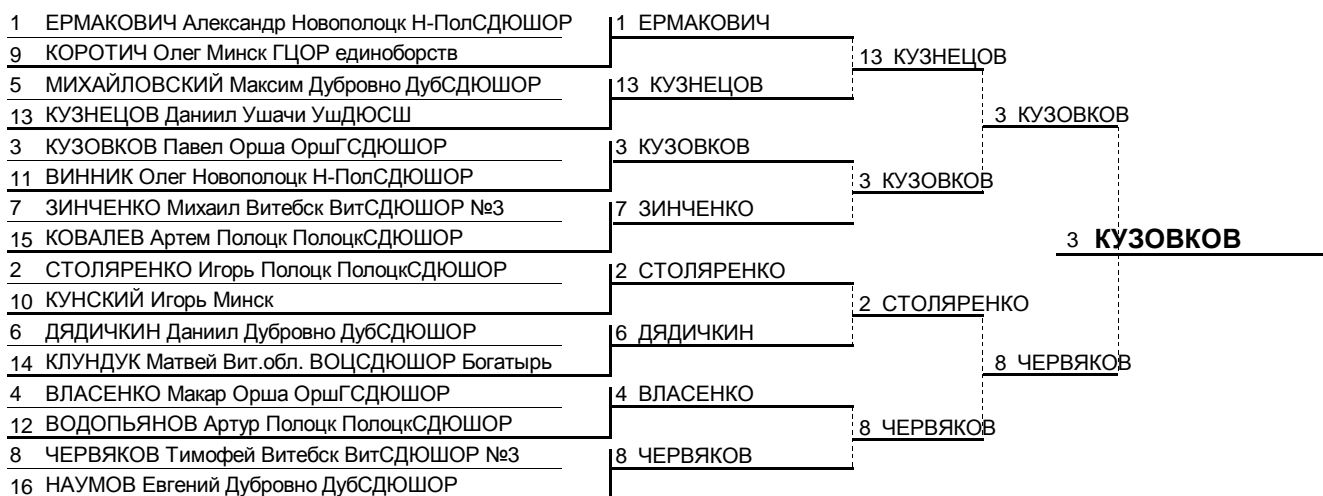 1 ЕРМАКОВИЧ Александр Новополоцк Н-ПолСДЮШОР
9 КОРОТИЧ Олег Минск ГЦОР единоборств
5 МИХАЙЛОВСКИЙ Максим Дубровно ДубСДЮШОР
13 КУЗНЕЦОВ Даниил Ушачи УшДЮСШ
3 КУЗОВКОВ Павел Орша ОршГСДЮШОР
11 ВИННИК Олег Новополоцк Н-ПолСДЮШОР
7 ЗИНЧЕНКО Михаил Витебск ВитСДЮШОР №3
15 КОВАЛЕВ Артем Полоцк ПолоцкСДЮШОР
2 СТОЛЯРЕНКО Игорь Полоцк ПолоцкСДЮШОР
10 КУНСКИЙ Игорь Минск
6 ДЯДИЧКИН Даниил Дубровно ДубСДЮШОР
14 КЛУНДУК Матвей Вит.обл. ВОЦСДЮШОР Богатырь
4 ВЛАСЕНКО Макар Орша ОршГСДЮШОР
12 ВОДОПЬЯНОВ Артур Полоцк ПолоцкСДЮШОР
8 ЧЕРВЯКОВ Тимофей Витебск ВитСДЮШОР №3
16 НАУМОВ Евгений Дубровно ДубСДЮШОР
1 ЕРМАКОВИЧ
13 КУЗНЕЦОВ
3 КУЗОВКОВ
7 ЗИНЧЕНКО
2 СТОЛЯРЕНКО
6 ДЯДИЧКИН
4 ВЛАСЕНКО
8 ЧЕРВЯКОВ
13 КУЗНЕЦОВ
3 КУЗОВКОВ
2 СТОЛЯРЕНКО
8 ЧЕРВЯКОВ
3 КУЗОВКОВ
8 ЧЕРВЯКОВ
3 КУЗОВКОВ